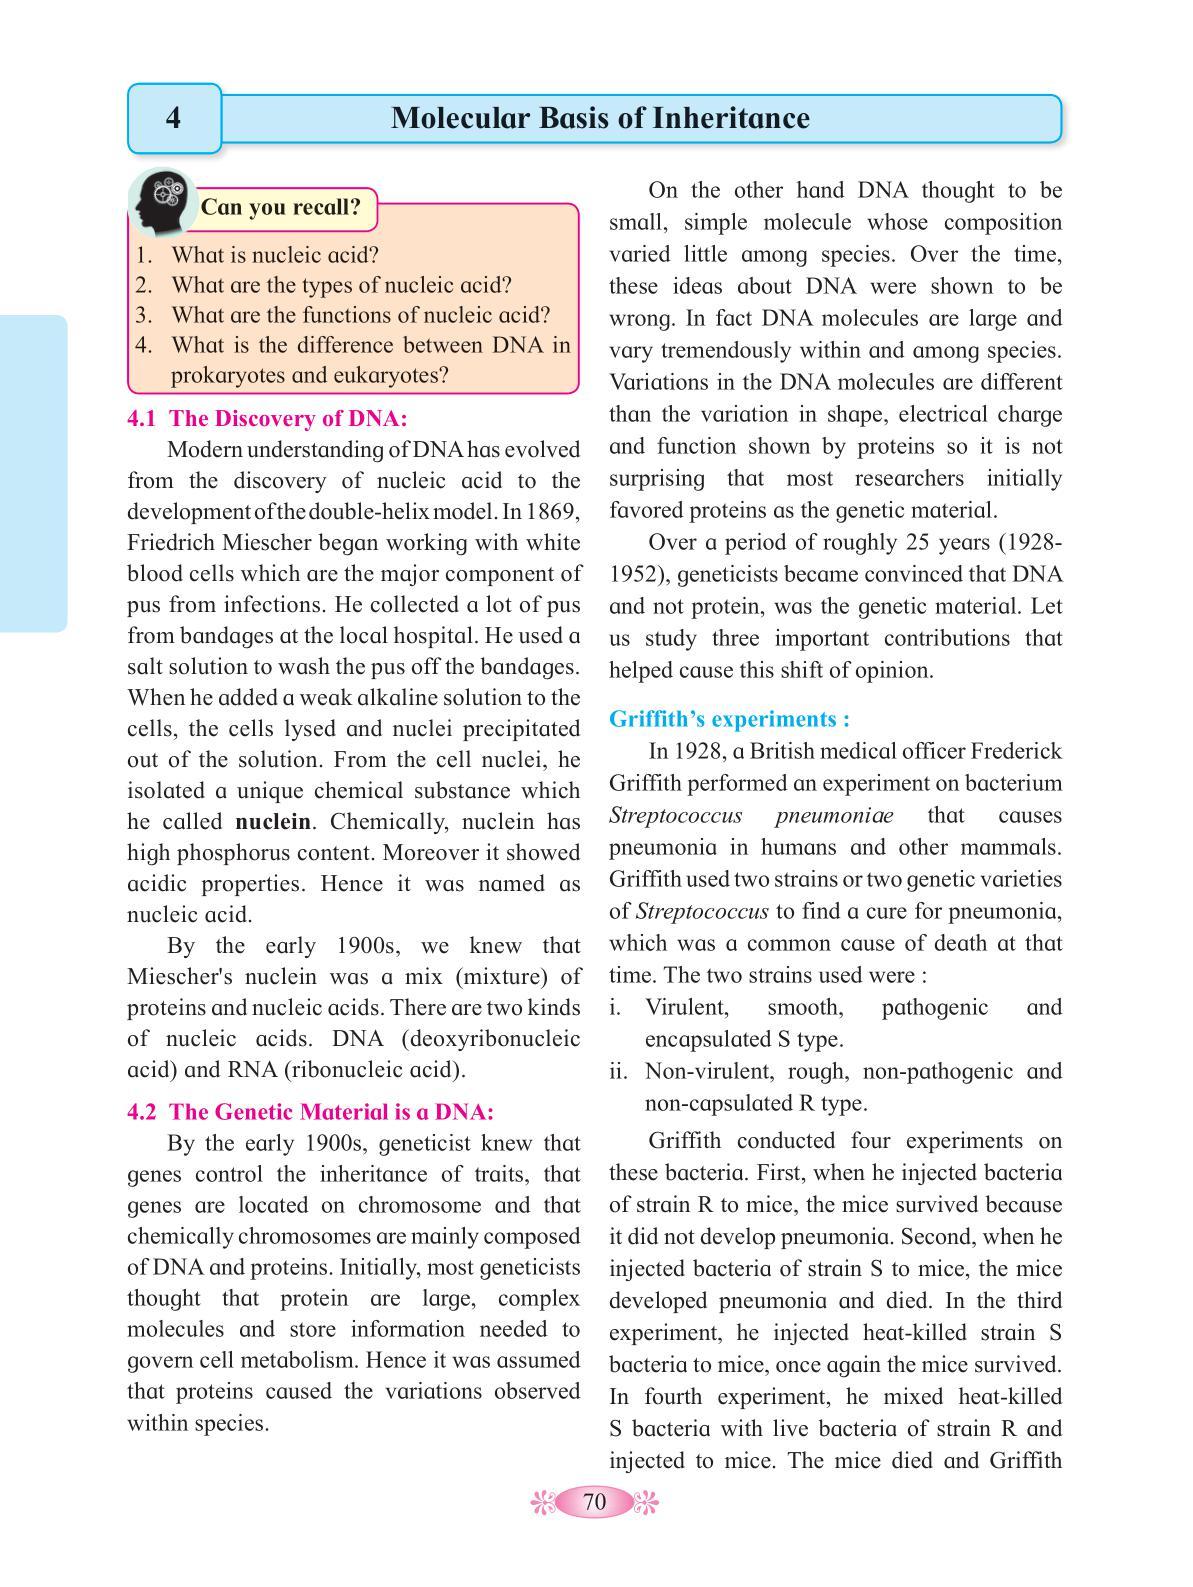 4
Molecular Basis of Inheritance
Can you recall?
1. What is nucleic acid?
2. What are the types of nucleic acid?
3. What are the functions of nucleic acid?
4. What is the difference between DNA in
prokaryotes and eukaryotes?
4.1 The Discovery of DNA:
Modern understanding of DNA has evolved
from the discovery of nucleic acid to the
development of the double-helix model. In 1869,
Friedrich Miescher began working with white
blood cells which are the major component of
pus from infections. He collected a lot of pus
from bandages at the local hospital. He used a
salt solution to wash the pus off the bandages.
When he added a weak alkaline solution to the
cells, the cells lysed and nuclei precipitated
out of the solution. From the cell nuclei, he
isolated a unique chemical substance which
he called nuclein. Chemically, nuclein has
high phosphorus content. Moreover it showed
acidic properties. Hence it was named as
nucleic acid.
By the early 1900s, we knew that
Miescher's nuclein was a mix (mixture) of
proteins and nucleic acids. There are two kinds
of nucleic acids. DNA (deoxyribonucleic
acid) and RNA (ribonucleic acid).
4.2 The Genetic Material is a DNA:
By the early 1900s, geneticist knew that
genes control the inheritance of traits, that
genes are located on chromosome and that
chemically chromosomes are mainly composed
of DNA and proteins. Initially, most geneticists
thought that protein are large, complex
molecules and store information needed to
govern cell metabolism. Hence it was assumed
that proteins caused the variations observed
within species.
On the other hand DNA thought to be
small, simple molecule whose composition
varied little among species. Over the time,
these ideas about DNA were shown to be
wrong. In fact DNA molecules are large and
vary tremendously within and among species.
Variations in the DNA molecules are different
than the variation in shape, electrical charge
and function shown by proteins so it is not
surprising that most researchers initially
favored proteins as the genetic material.
Over a period of roughly 25 years (1928-
1952), geneticists became convinced that DNA
and not protein, was the genetic material. Let
us study three important contributions that
helped cause this shift of opinion.
Griffith’s experiments :
In 1928, a British medical officer Frederick
Griffith performed an experiment on bacterium
Streptococcus pneumoniae that causes
pneumonia in humans and other mammals.
Griffith used two strains or two genetic varieties
of Streptococcus to find a cure for pneumonia,
which was a common cause of death at that
time. The two strains used were :
i. Virulent, smooth, pathogenic and
encapsulated S type.
ii. Non-virulent, rough, non-pathogenic and
non-capsulated R type.
Griffith conducted four experiments on
these bacteria. First, when he injected bacteria
of strain R to mice, the mice survived because
it did not develop pneumonia. Second, when he
injected bacteria of strain S to mice, the mice
developed pneumonia and died. In the third
experiment, he injected heat-killed strain S
bacteria to mice, once again the mice survived.
In fourth experiment, he mixed heat-killed
S bacteria with live bacteria of strain R and
injected to mice. The mice died and Griffith
70